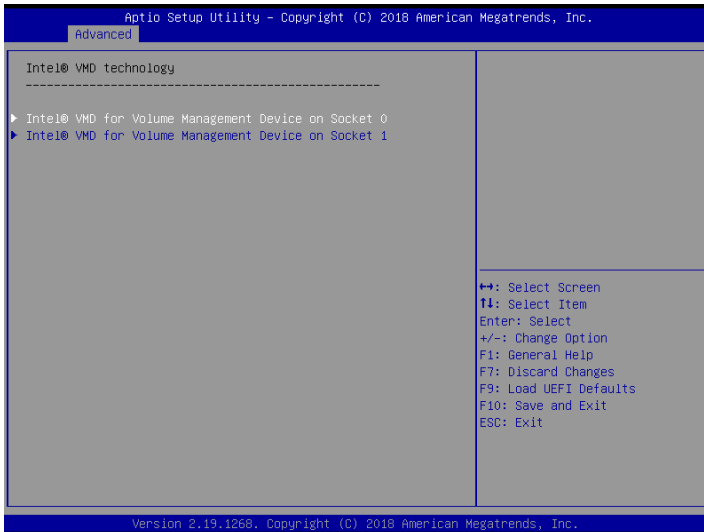 Aptio Setup Utility – Copyright (C) 2018 American Megatrends, Inc.
Advanced
Intel® VMD technology
--------------------------------------------------
Intel® VMD for Volume Management Device on Socket 0
Intel® VMD for Volume Management Device on Socket 1
↔: Select Screen
↑↓: Select Item
Enter: Select
+/-: Change Option
F1: General Help
F7: Discard Changes
F9: Load UEFI Defaults
F10: Save and Exit
ESC: Exit
Version 2.19.1268. Copyright (C) 2018 American Megatrends, Inc.